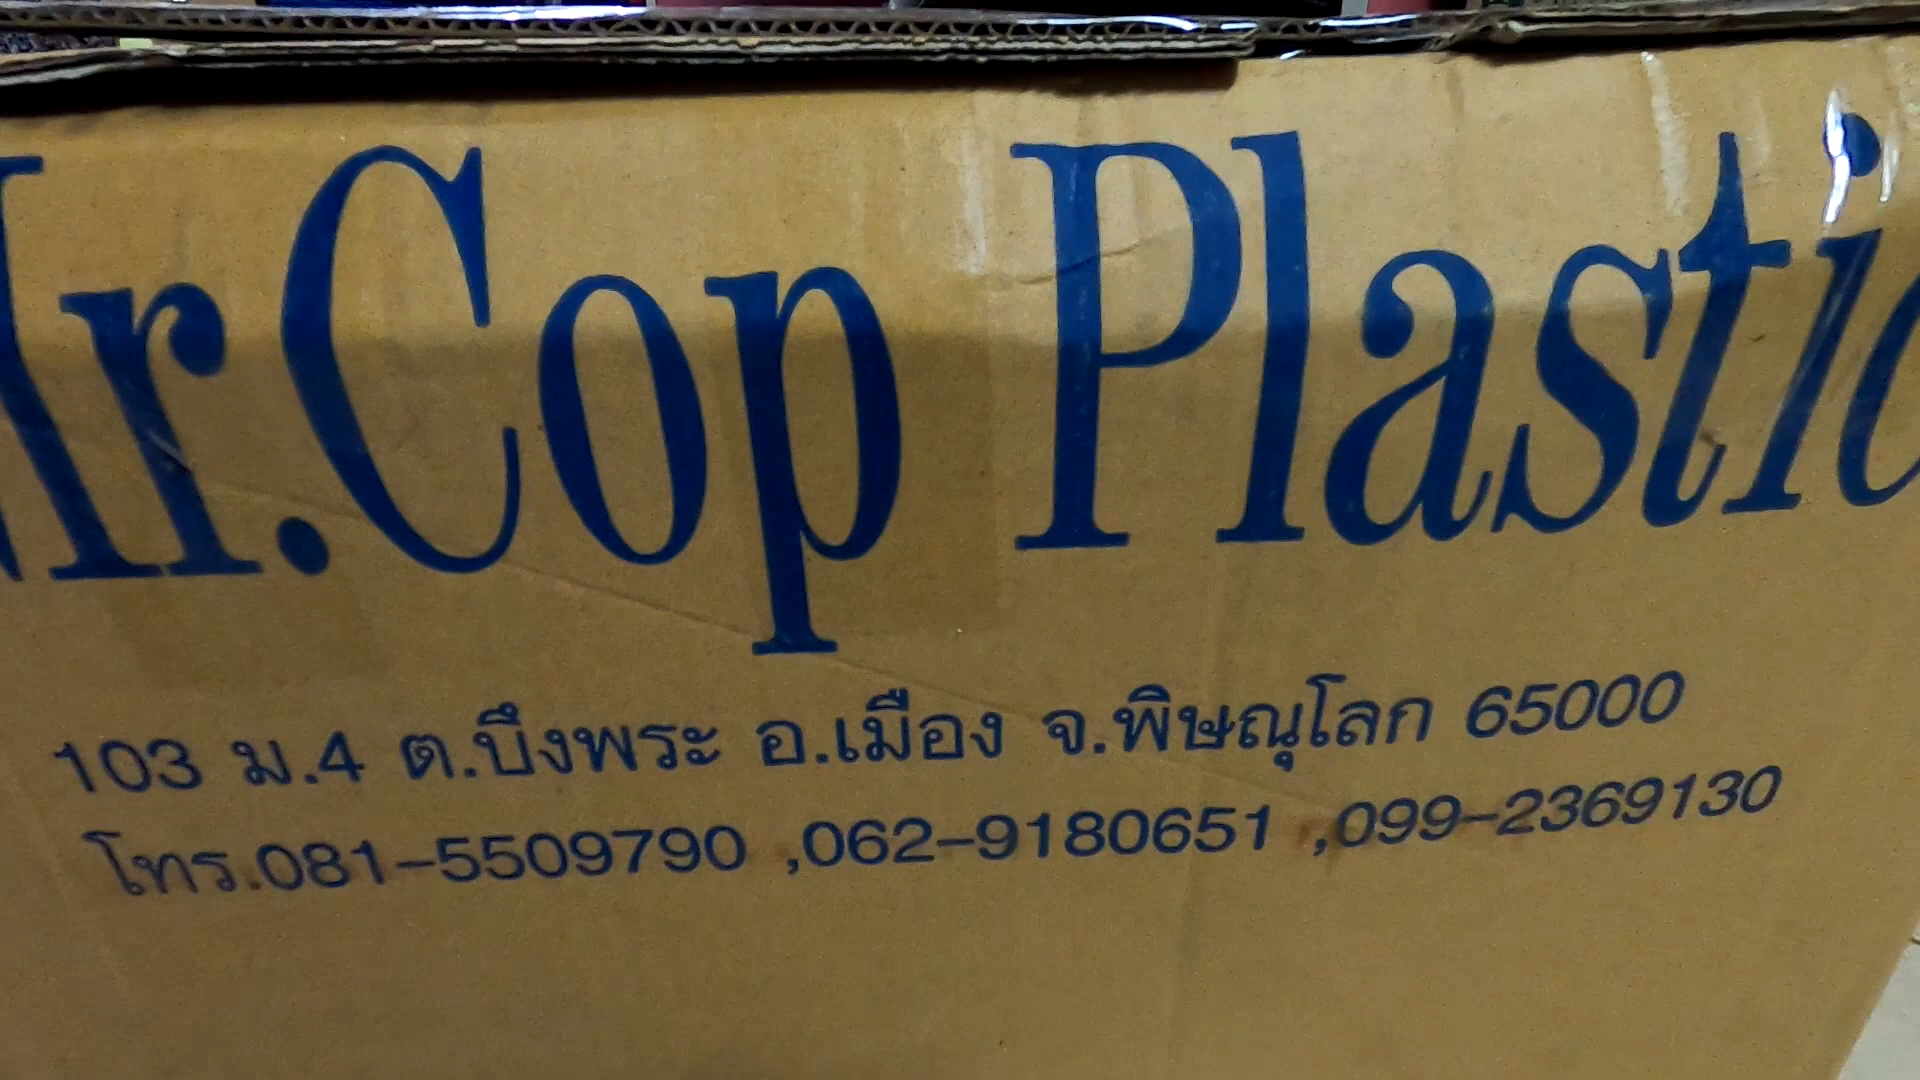 Mr.Cop Plastic
103 ม.4 ต.บึงพระ อ.เมือง จ.พิษณุโลก 65000
โทร.081-5509790 ,062-9180651 ,099-2369130